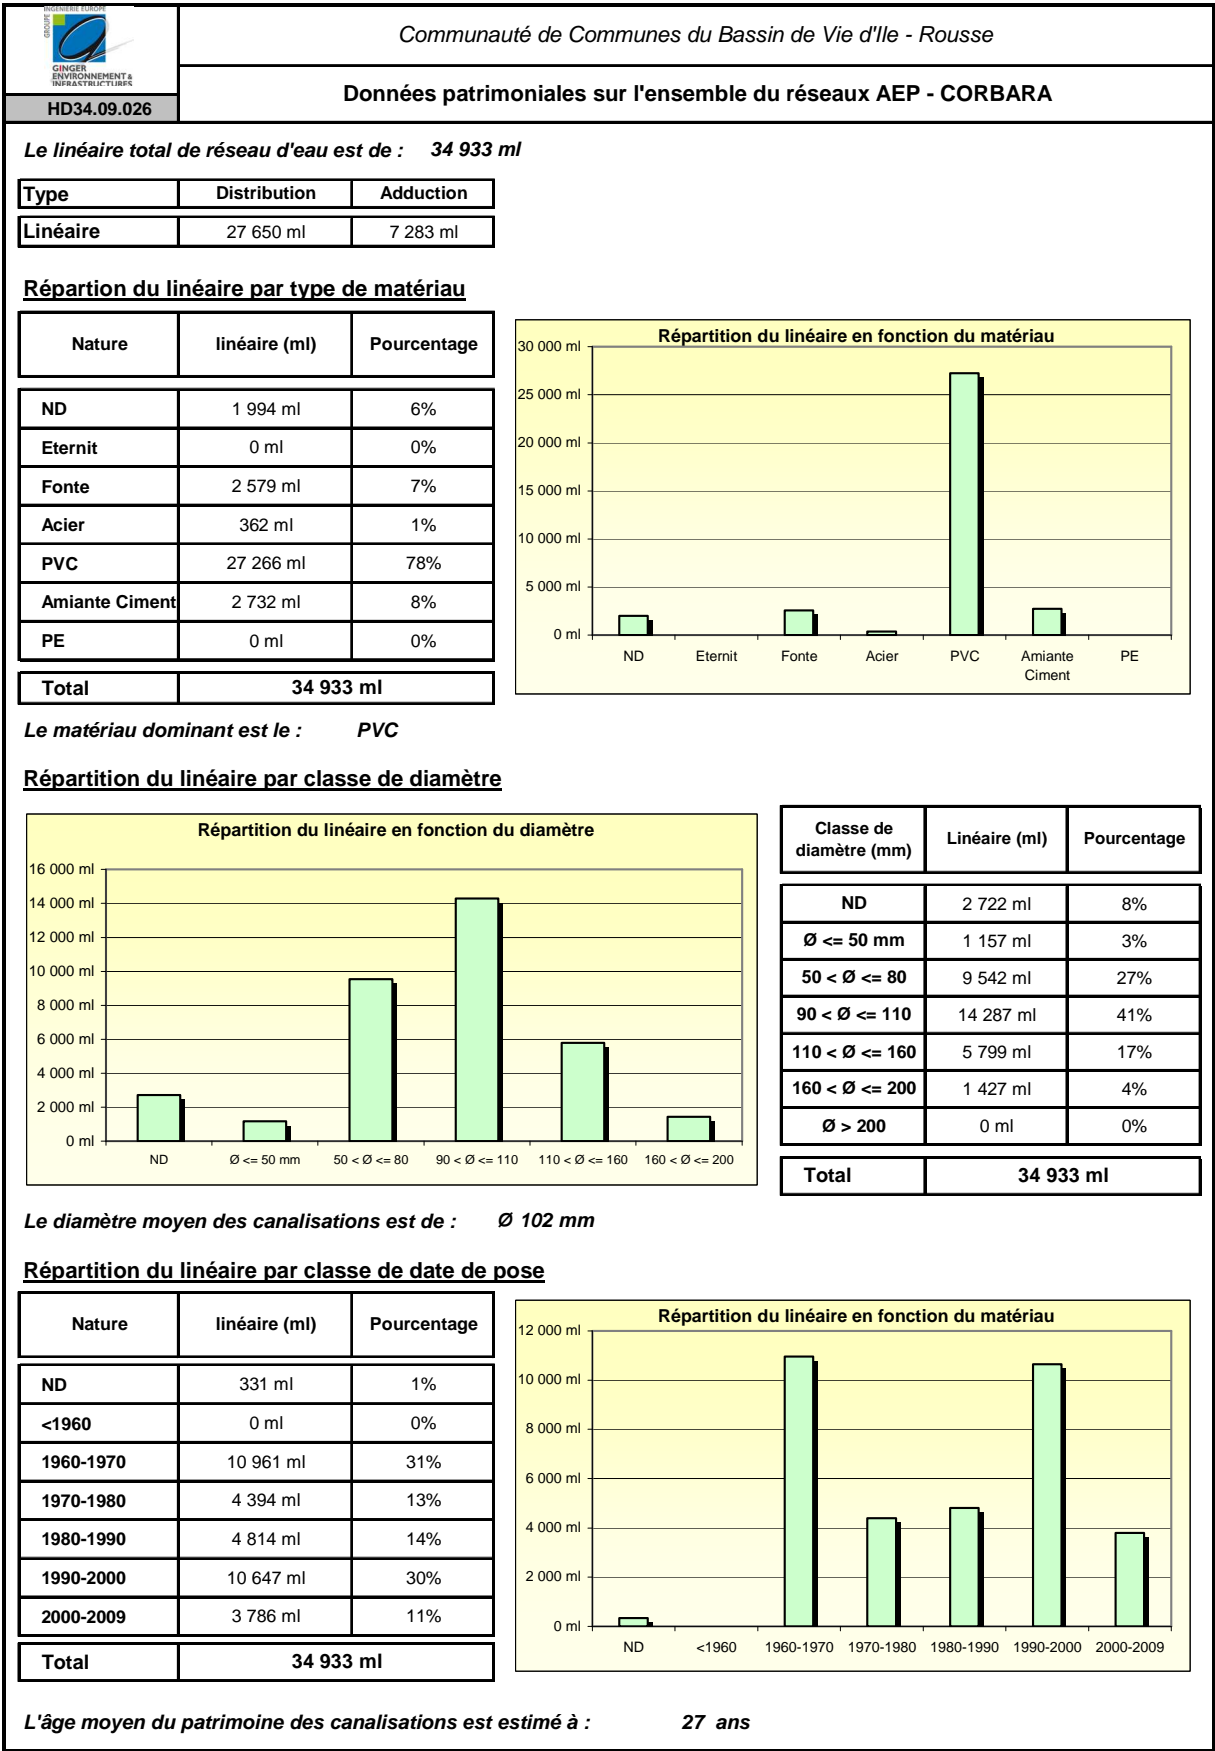 INGENIERIE EUROPE
GROUPE
GINGER
ENVIRONNEMENT &
INFRASTRUCTURES
HD34.09.026
Communauté de Communes du Bassin de Vie d'Ile - Rousse
Données patrimoniales sur l'ensemble du réseaux AEP - CORBARA
Le linéaire total de réseau d'eau est de : 34 933 ml
Type Distribution Adduction
Linéaire 27 650 ml 7 283 ml
Répartion du linéaire par type de matériau
Nature linéaire (ml) Pourcentage
ND 1 994 ml 6%
Eternit 0 ml 0%
Fonte 2 579 ml 7%
Acier 362 ml 1%
PVC 27 266 ml 78%
Amiante Ciment 2 732 ml 8%
PE 0 ml 0%
Total 34 933 ml
Répartition du linéaire en fonction du matériau
30 000 ml
25 000 ml
20 000 ml
15 000 ml
10 000 ml
5 000 ml
0 ml
ND Eternit Fonte Acier PVC Amiante Ciment PE
Le matériau dominant est le : PVC
Répartition du linéaire par classe de diamètre
Répartition du linéaire en fonction du diamètre
16 000 ml
14 000 ml
12 000 ml
10 000 ml
8 000 ml
6 000 ml
4 000 ml
2 000 ml
0 ml
ND Ø <= 50 mm 50 < Ø <= 80 90 < Ø <= 110 110 < Ø <= 160 160 < Ø <= 200
Classe de diamètre (mm) Linéaire (ml) Pourcentage
ND 2 722 ml 8%
Ø <= 50 mm 1 157 ml 3%
50 < Ø <= 80 9 542 ml 27%
90 < Ø <= 110 14 287 ml 41%
110 < Ø <= 160 5 799 ml 17%
160 < Ø <= 200 1 427 ml 4%
Ø > 200 0 ml 0%
Total 34 933 ml
Le diamètre moyen des canalisations est de : Ø 102 mm
Répartition du linéaire par classe de date de pose
Nature linéaire (ml) Pourcentage
ND 331 ml 1%
<1960 0 ml 0%
1960-1970 10 961 ml 31%
1970-1980 4 394 ml 13%
1980-1990 4 814 ml 14%
1990-2000 10 647 ml 30%
2000-2009 3 786 ml 11%
Total 34 933 ml
Répartition du linéaire en fonction du matériau
12 000 ml
10 000 ml
8 000 ml
6 000 ml
4 000 ml
2 000 ml
0 ml
ND <1960 1960-1970 1970-1980 1980-1990 1990-2000 2000-2009
L'âge moyen du patrimoine des canalisations est estimé à : 27 ans